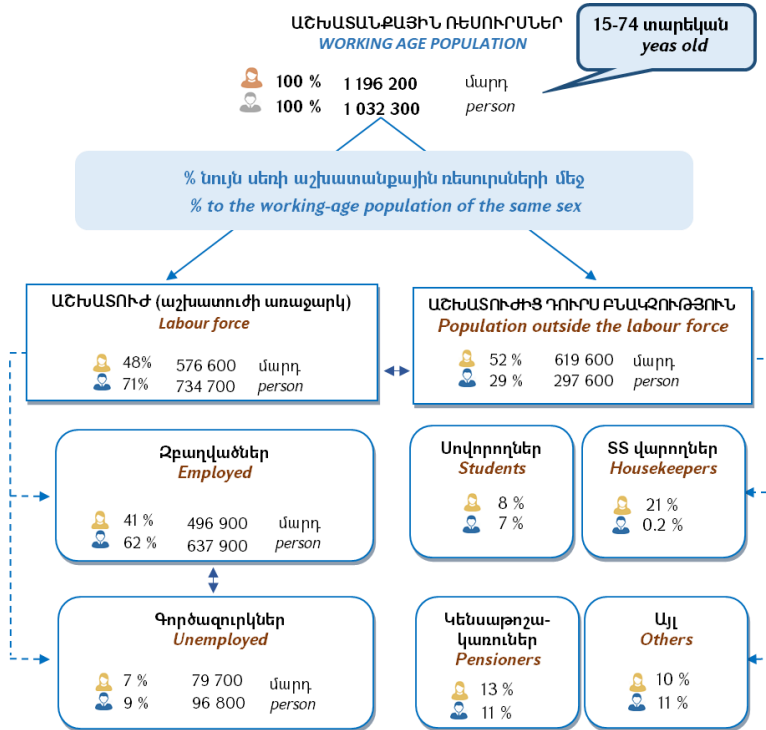 ԱՇԽԱՏԱՆՔԱՅԻՆ ՌԵՍՈՒՐՍՆԵՐ
WORKING AGE POPULATION
15-74 տարեկան
yeas old
100 % 1 196 200 մարդ
100 % 1 032 300 person
% նույն սեռի աշխատանքային ռեսուրսների մեջ
% to the working-age population of the same sex
ԱՇԽԱՏՈՒԺ (աշխատուժի առաջարկ)
Labour force
48% 576 600 մարդ
71% 734 700 person
ԱՇԽԱՏՈՒԺԻՑ ԴՈՒՐՍ ԲՆԱԿՉՈՒԹՅՈՒՆ
Population outside the labour force
52 % 619 600 մարդ
29 % 297 600 person
Զբաղվածներ
Employed
41 % 496 900 մարդ
62 % 637 900 person
Սովորողներ
Students
8 %
7 %
ՏՏ վարողներ
Housekeepers
21 %
0.2 %
Գործազուրկներ
Unemployed
7 % 79 700 մարդ
9 % 96 800 person
Կենսաթոշա-
կառուներ
Pensioners
13 %
11 %
Այլ
Others
10 %
11 %